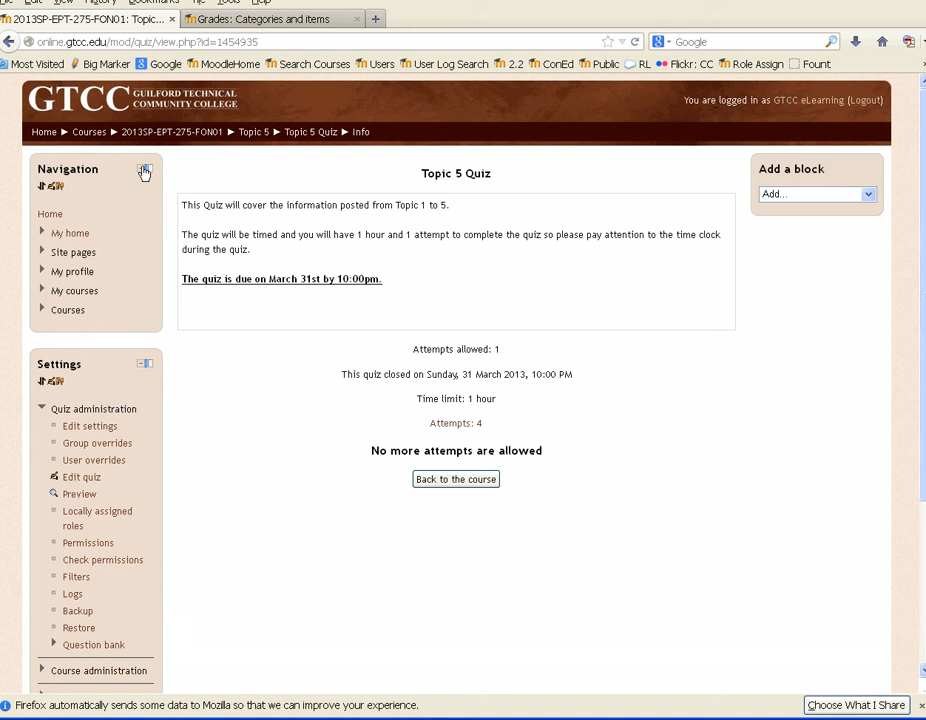 View History Bookmarks Tools Help
2013SP-EPT-275-FON01: Topic... ×
Grades: Categories and items ×
online.gtcc.edu/mod/quiz/view.php?id=1454935
Google
Most Visited Big Marker Google MoodleHome Search Courses Users User Log Search 2.2 ConEd Public RL Flickr: CC Role Assign Fount
GTCC GUILFORD TECHNICAL COMMUNITY COLLEGE
You are logged in as GTCC eLearning (Logout)
Home ► Courses ► 2013SP-EPT-275-FON01 ► Topic 5 ► Topic 5 Quiz ► Info
Navigation
Home
My home
Site pages
My profile
My courses
Courses
Settings
Quiz administration
Edit settings
Group overrides
User overrides
Edit quiz
Preview
Locally assigned
roles
Permissions
Check permissions
Filters
Logs
Backup
Restore
Question bank
Course administration
Topic 5 Quiz
This Quiz will cover the information posted from Topic 1 to 5.
The quiz will be timed and you will have 1 hour and 1 attempt to complete the quiz so please pay attention to the time clock
during the quiz.
The quiz is due on March 31st by 10:00pm.
Attempts allowed: 1
This quiz closed on Sunday, 31 March 2013, 10:00 PM
Time limit: 1 hour
Attempts: 4
No more attempts are allowed
Back to the course
Add a block
Add...
Firefox automatically sends some data to Mozilla so that we can improve your experience.
Choose What I Share ×